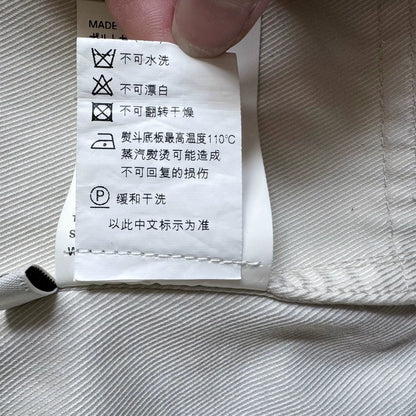 MADE
不可水洗
不可漂白
不可翻转干燥
熨斗底板最高温度110℃
蒸汽熨烫可能造成
不可回复的损伤
P 缓和干洗
以此中文标示为准